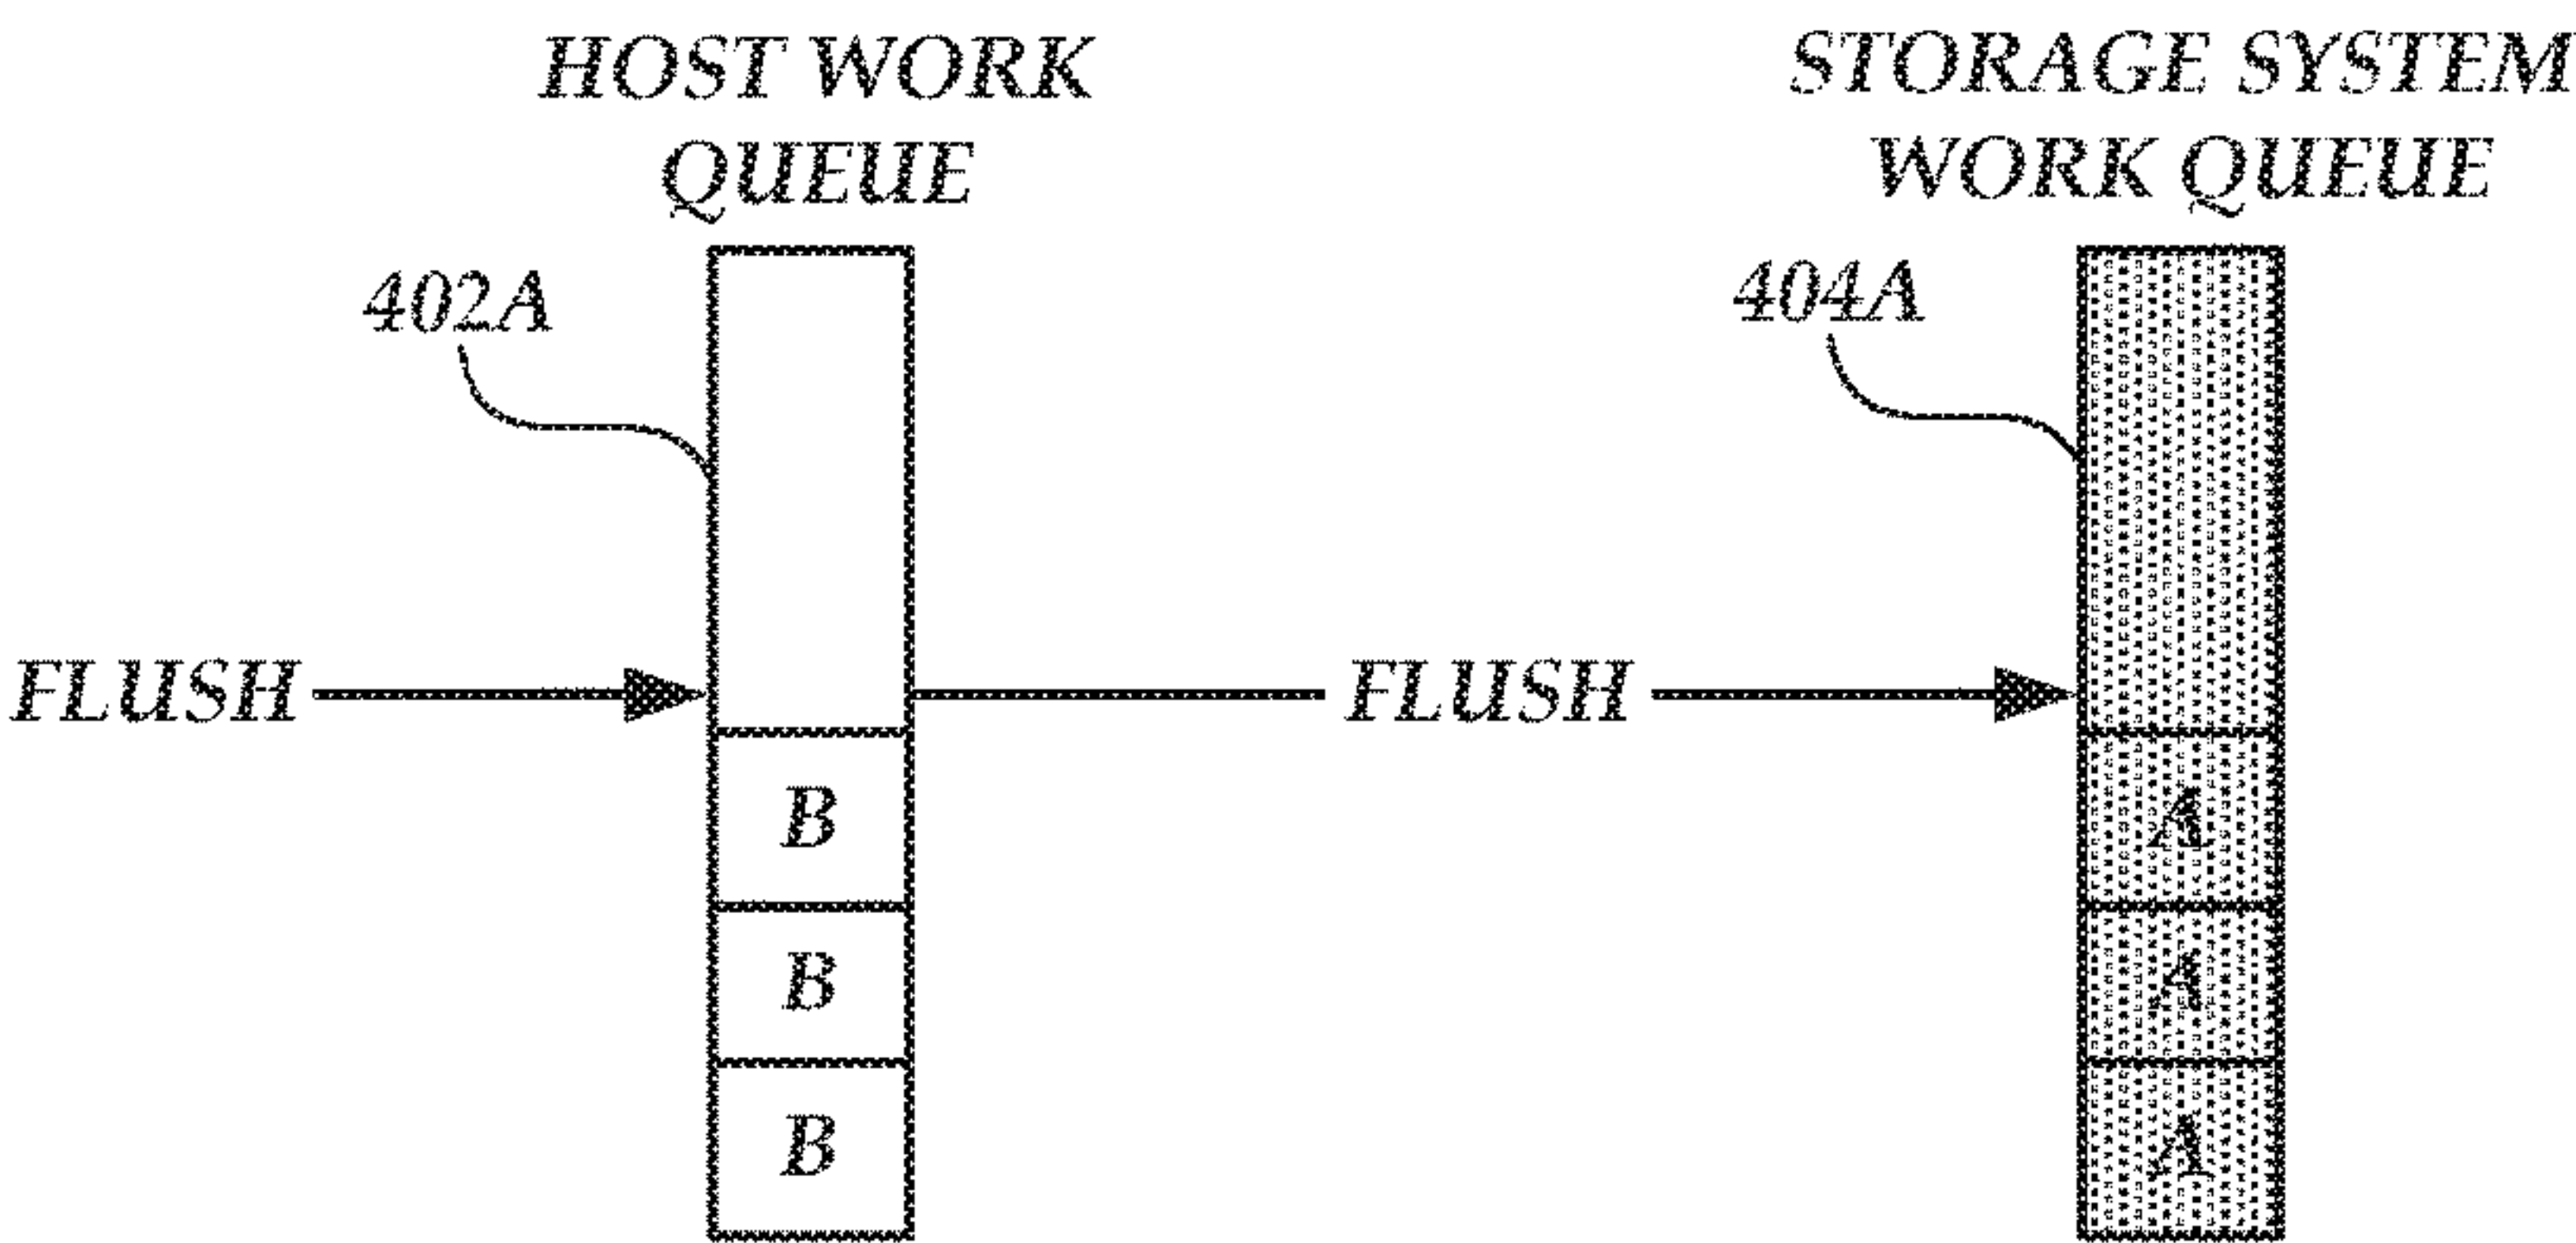 HOST WORK
QUEUE
STORAGE SYSTEM
WORK QUEUE
402A
404A
FLUSH
FLUSH
B
A
B
A
B
A